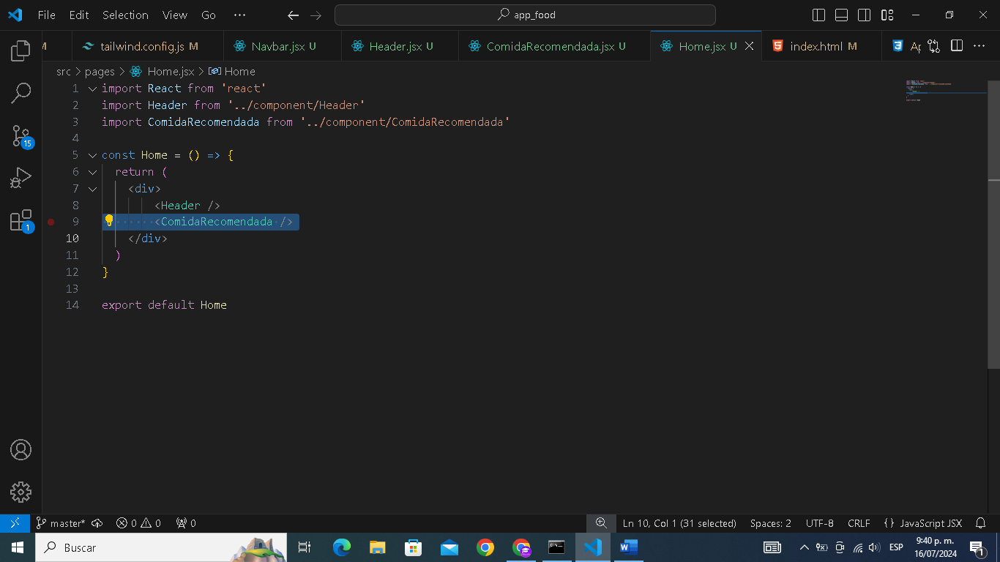 File Edit Selection View Go ··· app_food
M tailwind.config.js M Navbar.jsx U Header.jsx U ComidaRecomendada.jsx U Home.jsx U index.html M Ap
src > pages > Home.jsx > Home
1 import React from 'react'
2 import Header from '../component/Header'
3 import ComidaRecomendada from '../component/ComidaRecomendada'
4
5 const Home = () => {
6 return (
7 <div>
8 <Header />
9 <ComidaRecomendada />
10 </div>
11 )
12 }
13
14 export default Home
15
1
master* 0 0 0 Ln 10, Col 1 (31 selected) Spaces: 2 UTF-8 CRLF {} JavaScript JSX
Buscar ESP 9:40 p. m.
16/07/2024 1